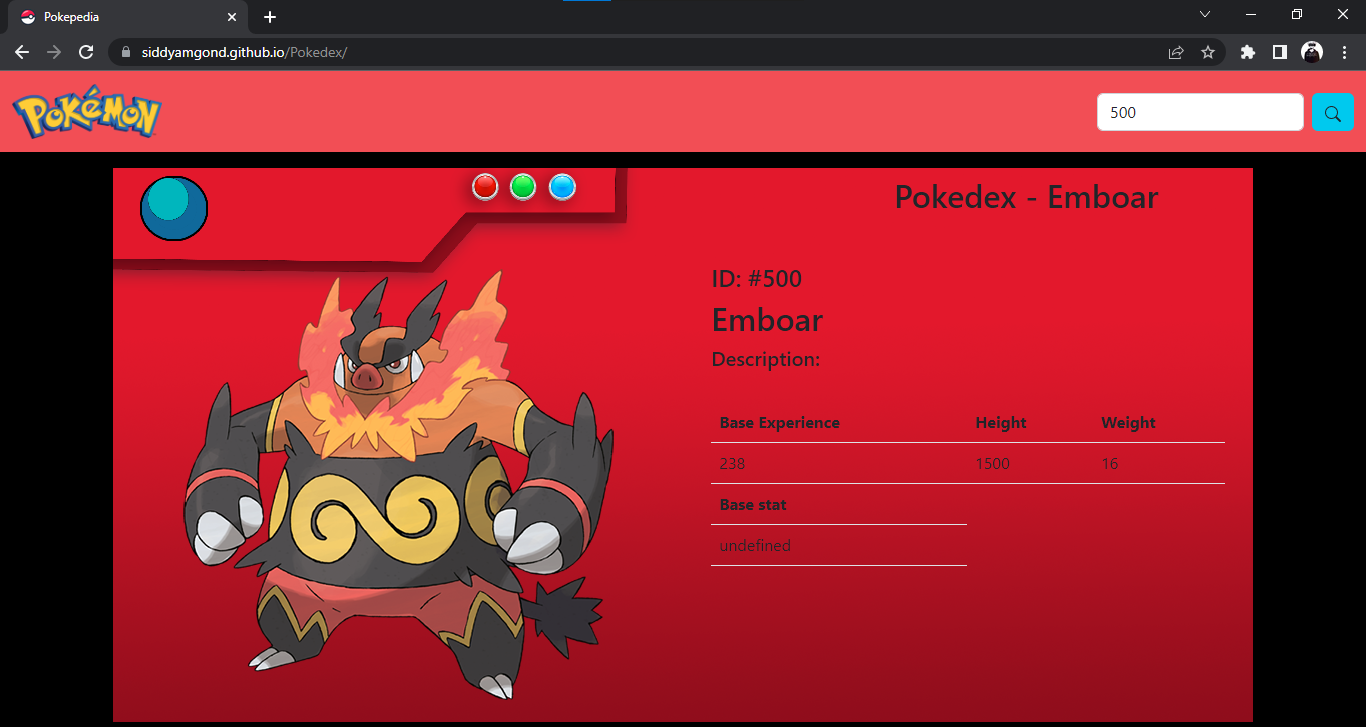 Pokepedia
siddyamgond.github.io/Pokedex/
POKéMON
500
Pokedex - Emboar
ID: #500
Emboar
Description:
Base Experience Height Weight
238 1500 16
Base stat
undefined